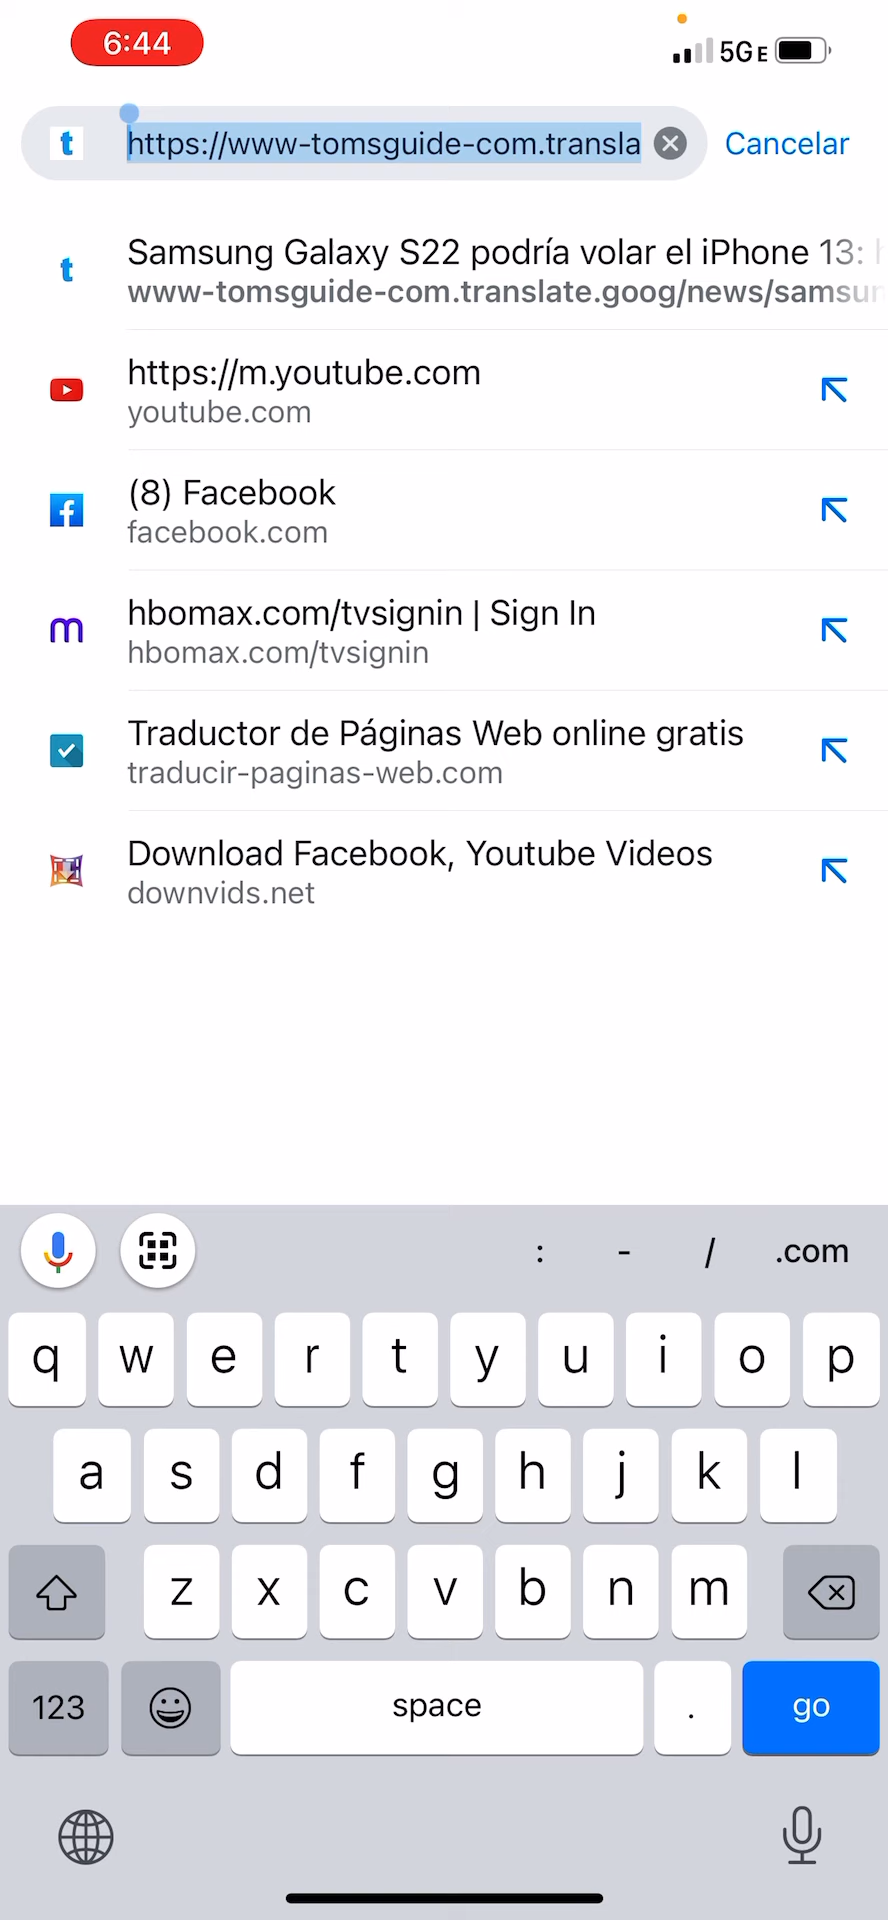 6:44
5GE
t https://www-tomsguide-com.transla Cancelar
t Samsung Galaxy S22 podría volar el iPhone 13:
www-tomsguide-com.translate.goog/news/samsun
https://m.youtube.com
youtube.com
(8) Facebook
facebook.com
hbomax.com/tvsignin | Sign In
hbomax.com/tvsignin
Traductor de Páginas Web online gratis
traducir-paginas-web.com
Download Facebook, Youtube Videos
downvids.net
: - / .com
q w e r t y u i o p
a s d f g h j k l
z x c v b n m
123 space . go